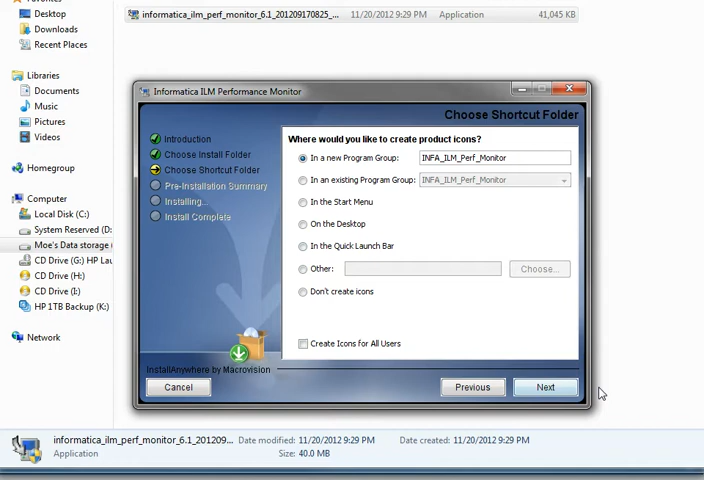 Favorites
Desktop
Downloads
Recent Places
Libraries
Documents
Music
Pictures
Videos
Homegroup
Computer
Local Disk (C:)
System Reserved (D:
Moe's Data storage
CD Drive (G:) HP Lau
CD Drive (H:)
CD Drive (I:)
HP 1TB Backup (K:)
Network
informatica_ilm_perf_monitor_6.1_201209170825_... 11/20/2012 9:29 PM Application 41,045 KB
Informatica ILM Performance Monitor
Choose Shortcut Folder
Introduction
Choose Install Folder
Choose Shortcut Folder
Pre-Installation Summary
Installing...
Install Complete
Where would you like to create product icons?
In a new Program Group: INFA_ILM_Perf_Monitor
In an existing Program Group: INFA_ILM_Perf_Monitor
In the Start Menu
On the Desktop
In the Quick Launch Bar
Other: Choose...
Don't create icons
Create Icons for All Users
InstallAnywhere by Macrovision
Cancel Previous Next
informatica_ilm_perf_monitor_6.1_201209... Date modified: 11/20/2012 9:29 PM Date created: 11/20/2012 9:29 PM
Application Size: 40.0 MB